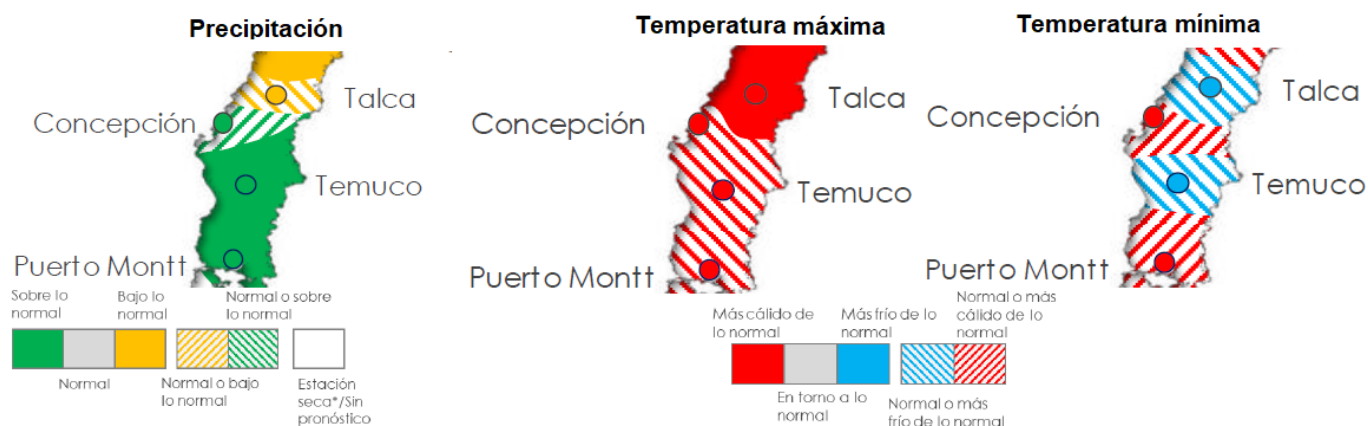 Precipitación
Talca
Concepción
Temuco
Puerto Montt
Sobre lo
normal
Bajo lo
normal
Normal o sobre
lo normal
Normal
Normal o bajo
lo normal
Estación
seca*/Sin
pronóstico
Temperatura máxima
Talca
Concepción
Temuco
Puerto Montt
Temperatura mínima
Talca
Concepción
Temuco
Puerto Montt
Más cálido de
lo normal
Más frío de lo
normal
Normal o más
cálido de lo
normal
En torno a lo
normal
Normal o más
frío de lo normal